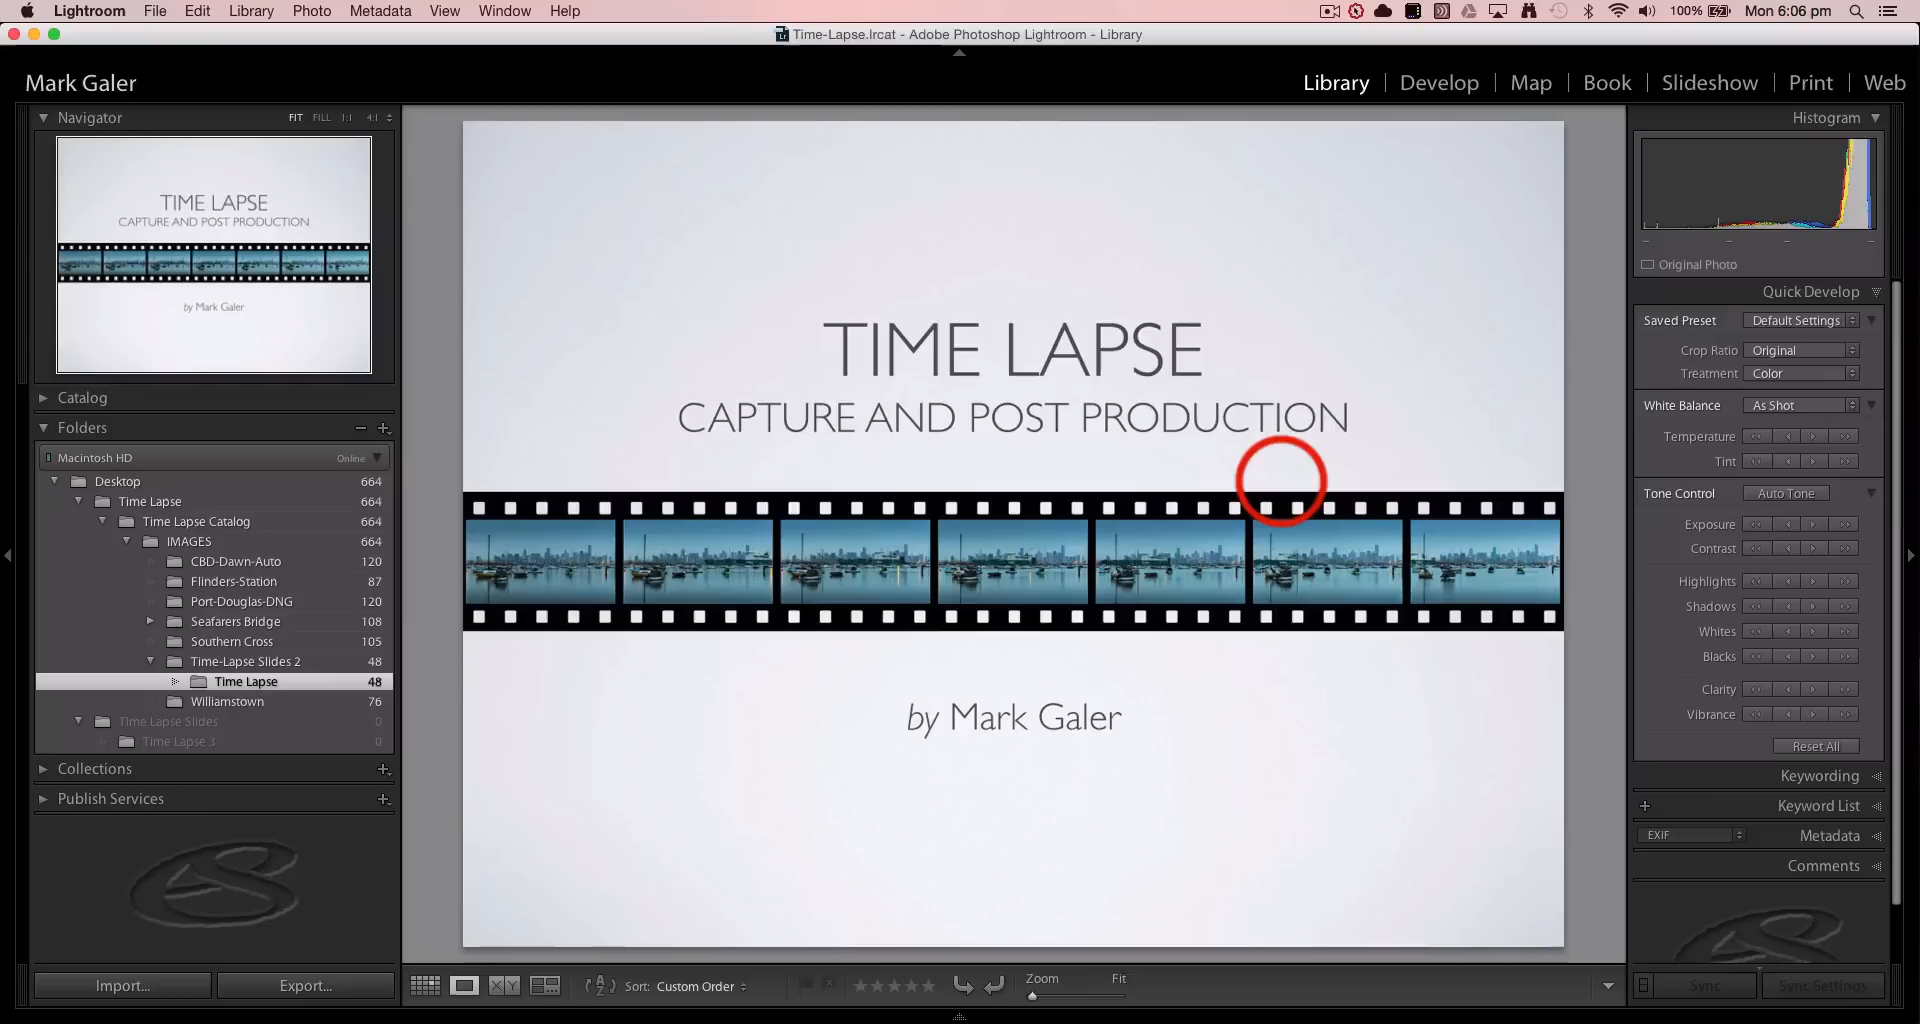 Lightroom File Edit Library Photo Metadata View Window Help 100% Mon 6:06 pm
Time-Lapse.lrcat - Adobe Photoshop Lightroom - Library
Mark Galer
Library Develop Map Book Slideshow Print Web
Navigator FIT FILL 1:1 4:1
TIME LAPSE
CAPTURE AND POST PRODUCTION
by Mark Galer
Catalog
Folders
Macintosh HD Online
Desktop 664
Time Lapse 664
Time Lapse Catalog 664
IMAGES 664
CBD-Dawn-Auto 120
Flinders-Station 87
Port-Douglas-DNG 120
Seafarers Bridge 108
Southern Cross 105
Time-Lapse Slides 2 48
Time Lapse 48
Williamstown 76
Time Lapse Slides 0
Time Lapse 3 0
Collections
Publish Services
Import... Export...
TIME LAPSE
CAPTURE AND POST PRODUCTION
by Mark Galer
Sort: Custom Order Zoom Fit
Histogram
Original Photo
Quick Develop
Saved Preset Default Settings
Crop Ratio Original
Treatment Color
White Balance As Shot
Temperature
Tint
Tone Control Auto Tone
Exposure
Contrast
Highlights
Shadows
Whites
Blacks
Clarity
Vibrance
Reset All
Keywording
Keyword List
EXIF Metadata
Comments
Sync Sync Settings